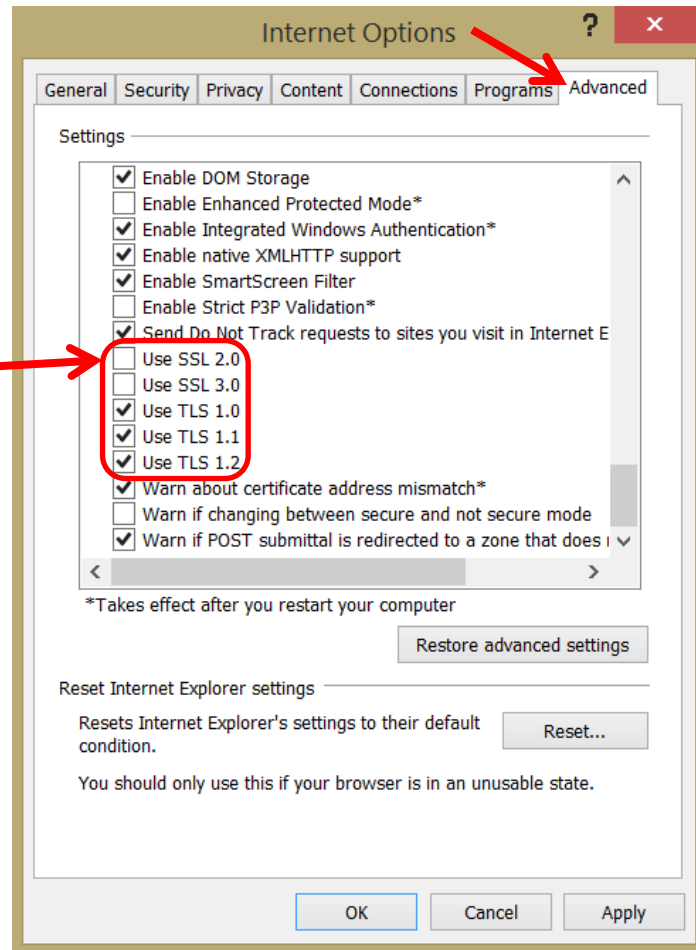 Internet Options
?
×
General Security Privacy Content Connections Programs Advanced
Settings
Enable DOM Storage
Enable Enhanced Protected Mode*
Enable Integrated Windows Authentication*
Enable native XMLHTTP support
Enable SmartScreen Filter
Enable Strict P3P Validation*
Send Do Not Track requests to sites you visit in Internet E
Use SSL 2.0
Use SSL 3.0
Use TLS 1.0
Use TLS 1.1
Use TLS 1.2
Warn about certificate address mismatch*
Warn if changing between secure and not secure mode
Warn if POST submittal is redirected to a zone that does
*Takes effect after you restart your computer
Restore advanced settings
Reset Internet Explorer settings
Resets Internet Explorer's settings to their default
condition.
Reset...
You should only use this if your browser is in an unusable state.
OK Cancel Apply